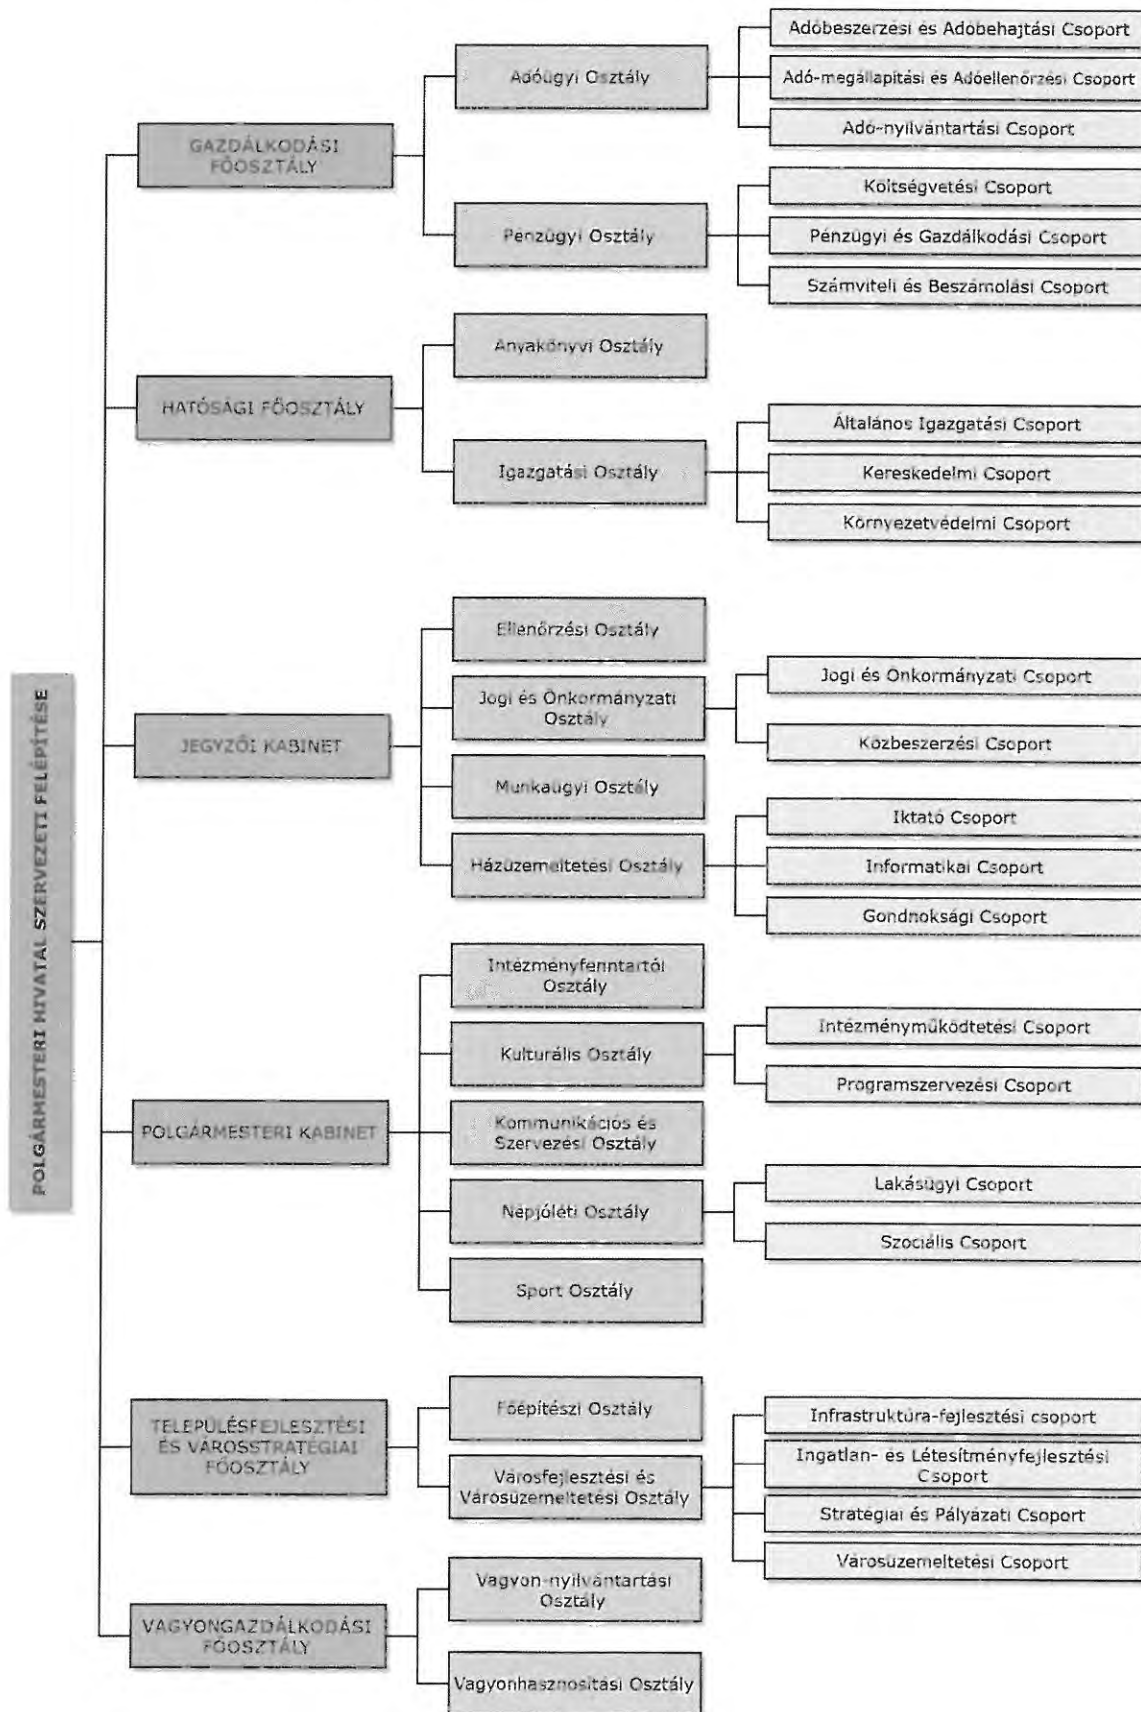 POLGÁRMESTERI HIVATAL SZERVEZETI FELÉPÍTÉSE
GAZDÁLKODÁSI
FŐOSZTÁLY
Adóügyi Osztály
Adóbeszerzési és Adóbehajtási Csoport
Adó-megállapítási és Adóellenőrzési Csoport
Adó-nyilvántartási Csoport
Pénzügyi Osztály
Költségvetési Csoport
Pénzügyi és Gazdálkodási Csoport
Számviteli és Beszámolási Csoport
HATÓSÁGI FŐOSZTÁLY
Anyakönyvi Osztály
Igazgatási Osztály
Általános Igazgatási Csoport
Kereskedelmi Csoport
Környezetvédelmi Csoport
JEGYZŐI KABINET
Ellenőrzési Osztály
Jogi és Önkormányzati
Osztály
Jogi és Önkormányzati Csoport
Közbeszerzési Csoport
Munkaügyi Osztály
Házüzemeltetési Osztály
Iktató Csoport
Informatikai Csoport
Gondnoksági Csoport
POLGÁRMESTERI KABINET
Intézményfenntartói
Osztály
Kulturális Osztály
Intézményműködtetési Csoport
Programszervezési Csoport
Kommunikációs és
Szervezési Osztály
Népjóléti Osztály
Lakásügyi Csoport
Szociális Csoport
Sport Osztály
TELEPÜLÉSFEJLESZTÉSI
ÉS VÁROSSTRATÉGIAI
FŐOSZTÁLY
Főépítészi Osztály
Városfejlesztési és
Városüzemeltetési Osztály
Infrastruktúra-fejlesztési csoport
Ingatlan- és Létesítményfejlesztési
Csoport
Stratégiai és Pályázati Csoport
Városüzemeltetési Csoport
VAGYONGAZDÁLKODÁSI
FŐOSZTÁLY
Vagyon-nyilvántartási
Osztály
Vagyonhasznosítási Osztály